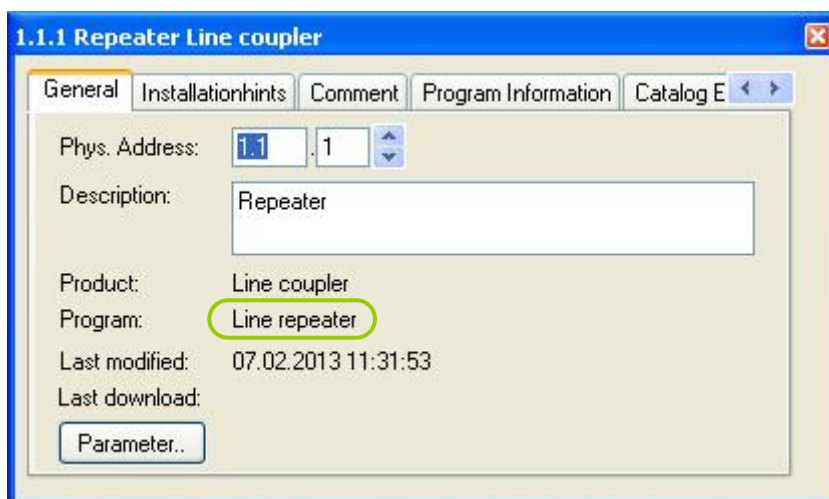 1.1.1 Repeater Line coupler
General Installationhints Comment Program Information Catalog E
Phys. Address: 1.1 .1
Description: Repeater
Product: Line coupler
Program: Line repeater
Last modified: 07.02.2013 11:31:53
Last download:
Parameter..